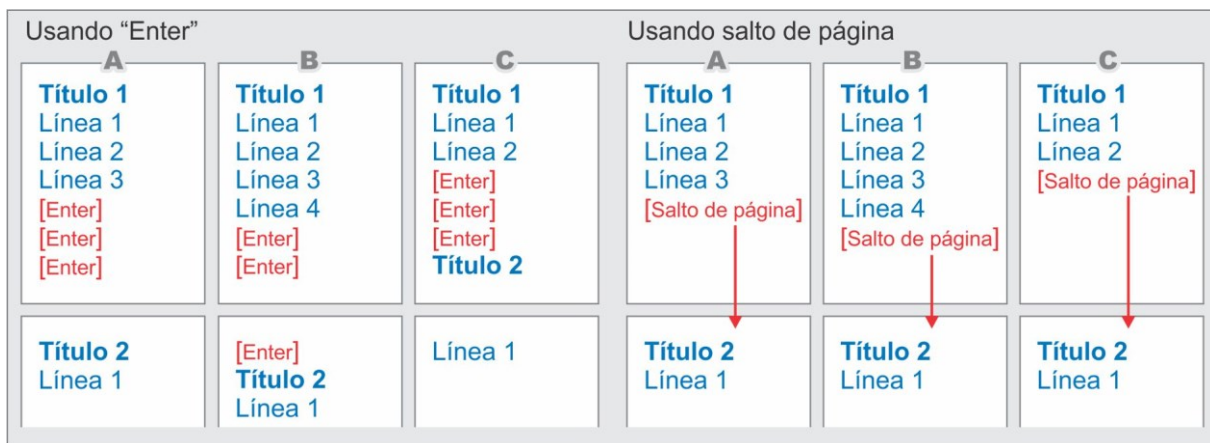 Usando “Enter”
A
Título 1
Línea 1
Línea 2
Línea 3
[Enter]
[Enter]
[Enter]
Título 2
Línea 1
B
Título 1
Línea 1
Línea 2
Línea 3
Línea 4
[Enter]
[Enter]
[Enter]
Título 2
Línea 1
C
Título 1
Línea 1
Línea 2
[Enter]
[Enter]
[Enter]
Título 2
Línea 1
Usando salto de página
A
Título 1
Línea 1
Línea 2
Línea 3
[Salto de página]
Título 2
Línea 1
B
Título 1
Línea 1
Línea 2
Línea 3
Línea 4
[Salto de página]
Título 2
Línea 1
C
Título 1
Línea 1
Línea 2
[Salto de página]
Título 2
Línea 1